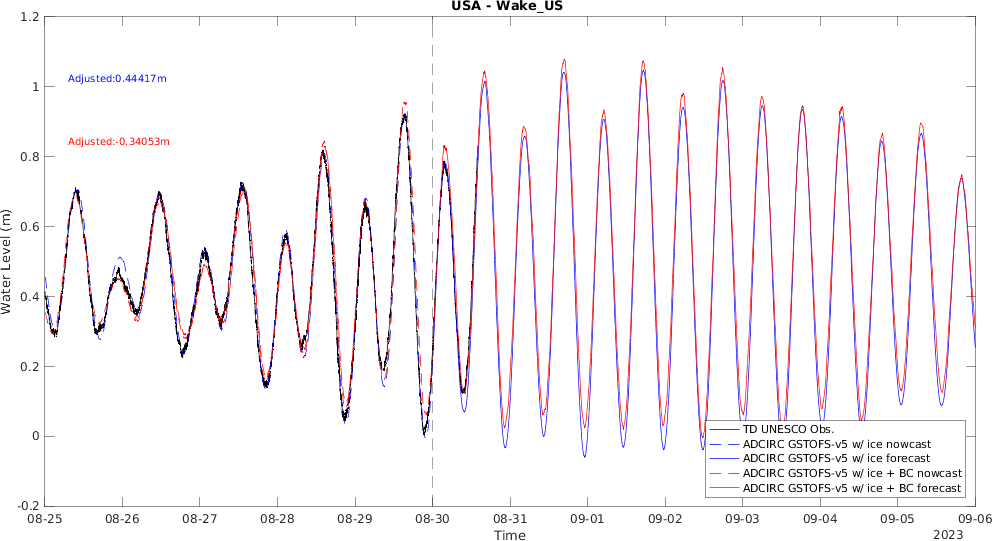 USA - Wake_US
1.2
1
0.8
0.6
0.4
0.2
0
-0.2
Water Level (m)
Adjusted:0.44417m
Adjusted:-0.34053m
TD UNESCO Obs.
ADCIRC GSTOFS-v5 w/ ice nowcast
ADCIRC GSTOFS-v5 w/ ice forecast
ADCIRC GSTOFS-v5 w/ ice + BC nowcast
ADCIRC GSTOFS-v5 w/ ice + BC forecast
08-25 08-26 08-27 08-28 08-29 08-30 08-31 09-01 09-02 09-03 09-04 09-05 09-06
Time
2023